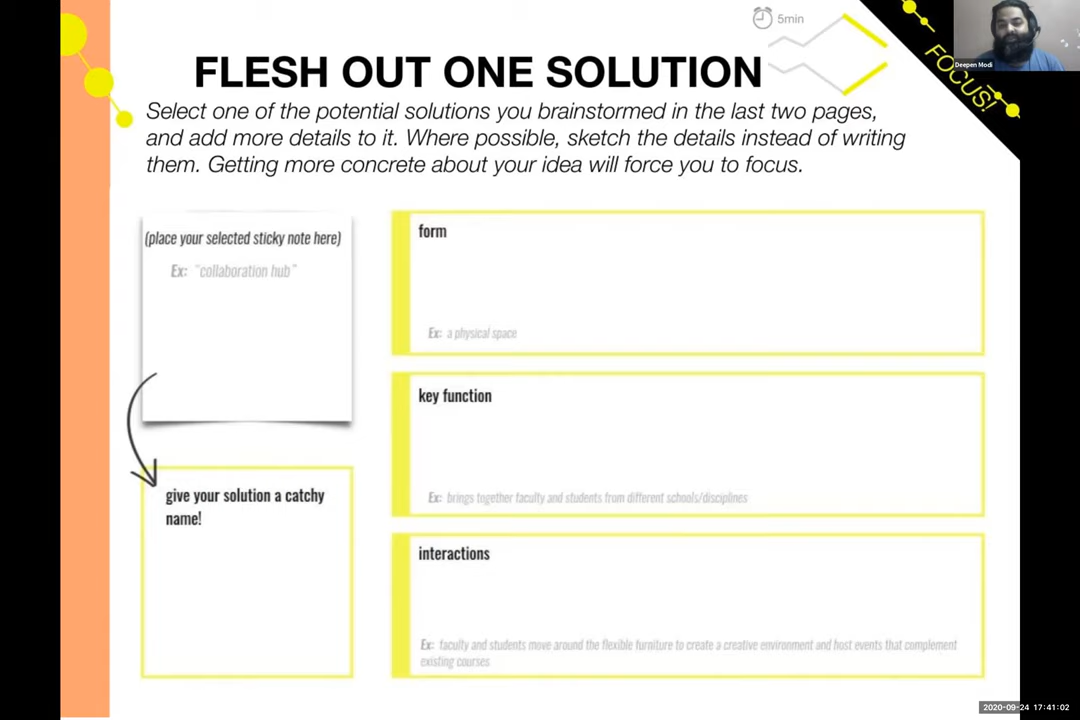 5min
FLESH OUT ONE SOLUTION
FOCUS!
Deepen Modi
Select one of the potential solutions you brainstormed in the last two pages,
and add more details to it. Where possible, sketch the details instead of writing
them. Getting more concrete about your idea will force you to focus.
(place your selected sticky note here)
Ex: "collaboration hub"
give your solution a catchy
name!
form
Ex: a physical space
key function
Ex: brings together faculty and students from different schools/disciplines
interactions
Ex: faculty and students move around the flexible furniture to create a creative environment and host events that complement
existing courses
2020-09-24 17:41:02